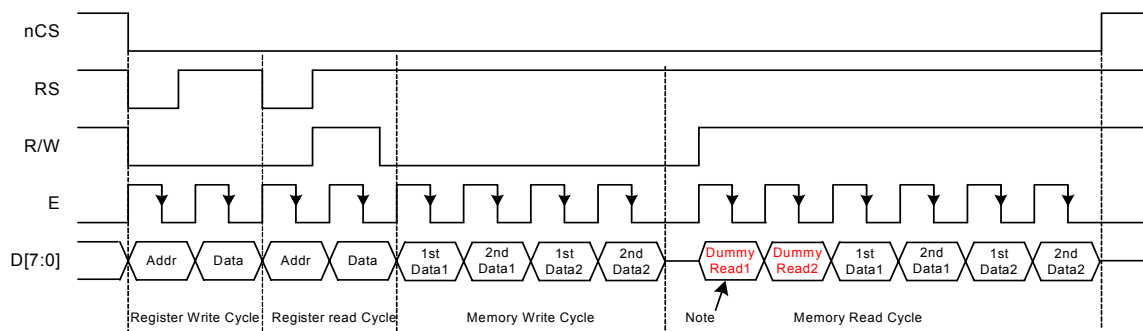 nCS
RS
R/W
E
D[7:0]
Addr
Data
Addr
Data
1st
Data1
2nd
Data1
1st
Data2
2nd
Data2
Dummy
Read1
Dummy
Read2
1st
Data1
2nd
Data1
1st
Data2
2nd
Data2
Register Write Cycle
Register read Cycle
Memory Write Cycle
Note
Memory Read Cycle